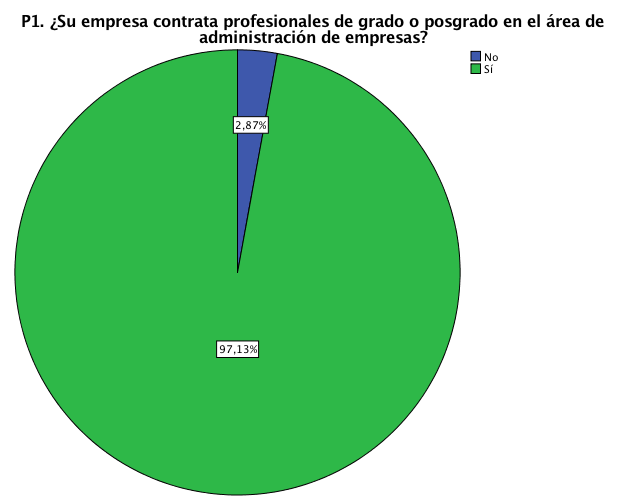 P1. ¿Su empresa contrata profesionales de grado o posgrado en el área de
administración de empresas?
No
Sí
2,87%
97,13%